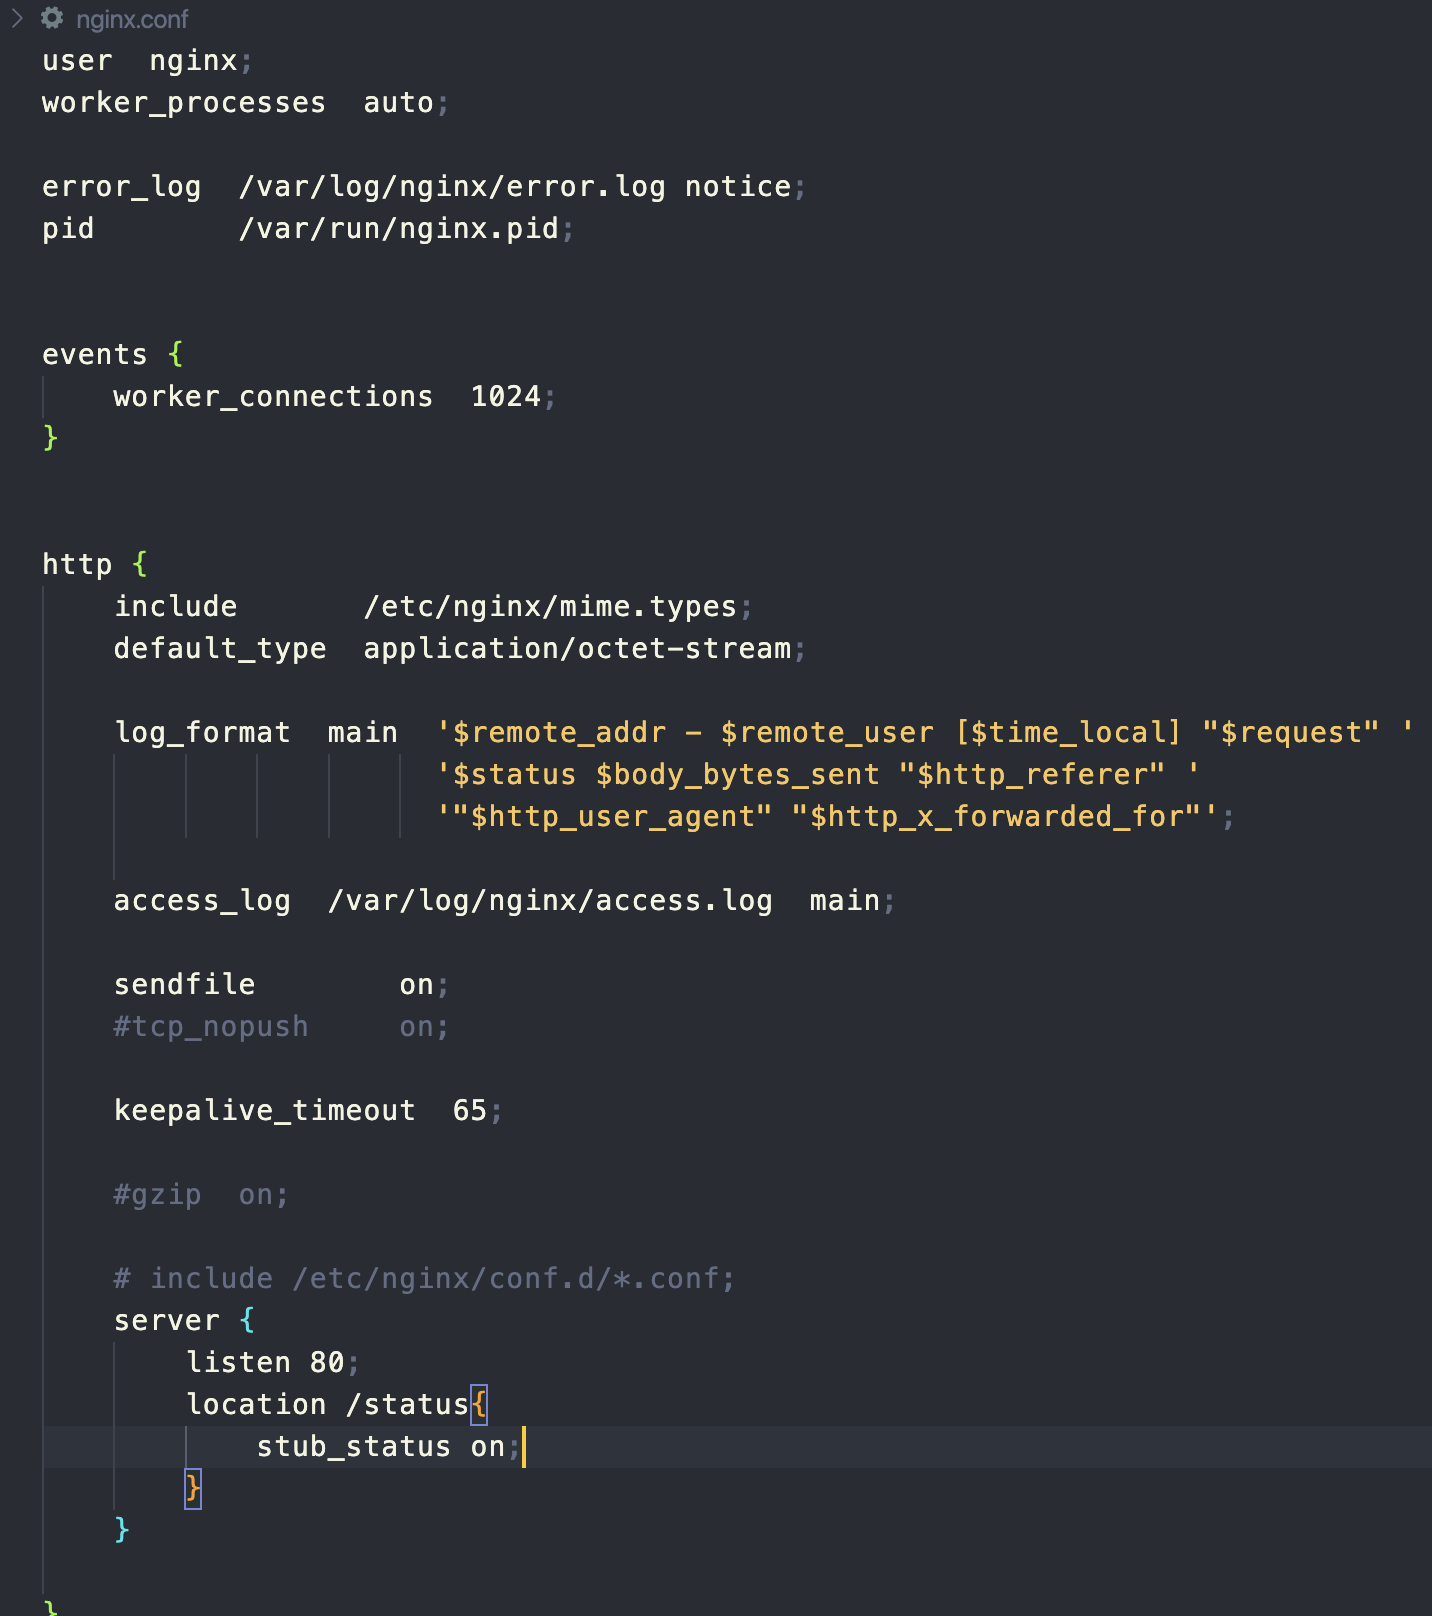 nginx.conf
user  nginx;
worker_processes  auto;
error_log  /var/log/nginx/error.log notice;
pid        /var/run/nginx.pid;
events {
    worker_connections  1024;
}
http {
    include       /etc/nginx/mime.types;
    default_type  application/octet-stream;
    log_format  main  '$remote_addr - $remote_user [$time_local] "$request" '
                      '$status $body_bytes_sent "$http_referer" '
                      '"$http_user_agent" "$http_x_forwarded_for"';
    access_log  /var/log/nginx/access.log  main;
    sendfile        on;
    #tcp_nopush     on;
    keepalive_timeout  65;
    #gzip  on;
    # include /etc/nginx/conf.d/*.conf;
    server {
        listen 80;
        location /status{
            stub_status on;
        }
    }
}